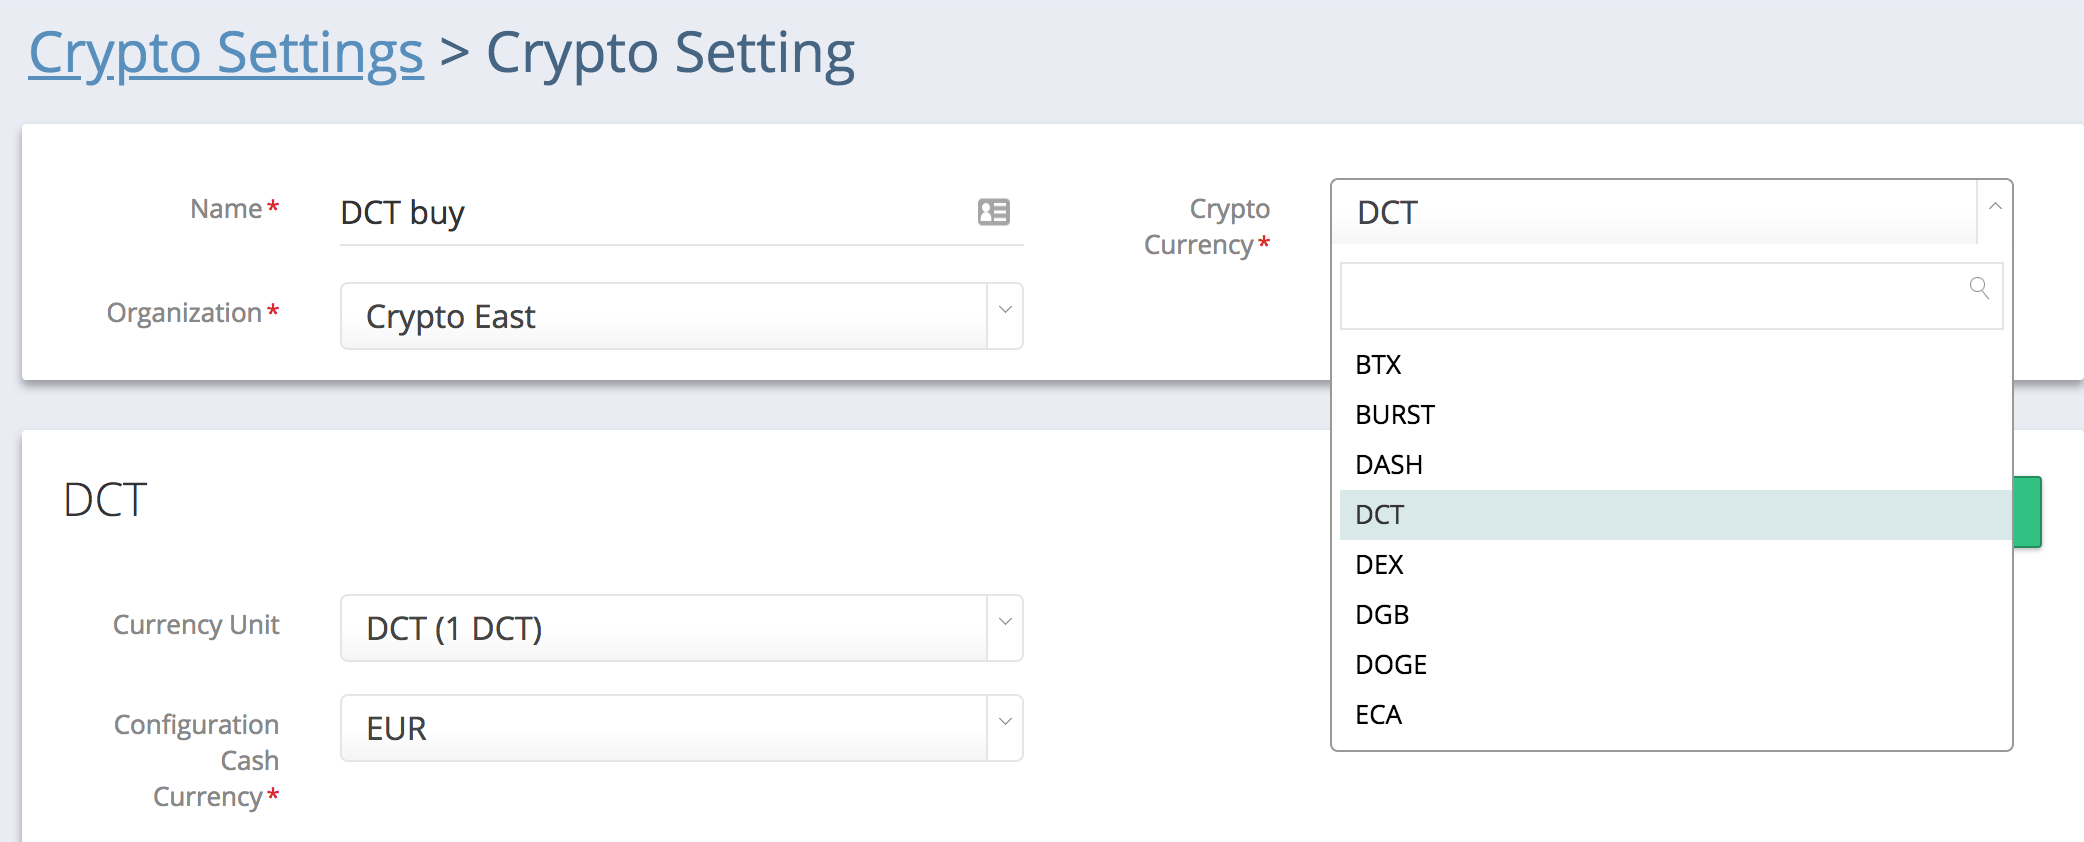 Crypto Settings > Crypto Setting
Name*
DCT buy
Crypto
Currency*
DCT
Organization*
Crypto East
BTX
BURST
DASH
DCT
DEX
DGB
DOGE
ECA
DCT
Currency Unit
DCT (1 DCT)
Configuration
Cash
Currency*
EUR